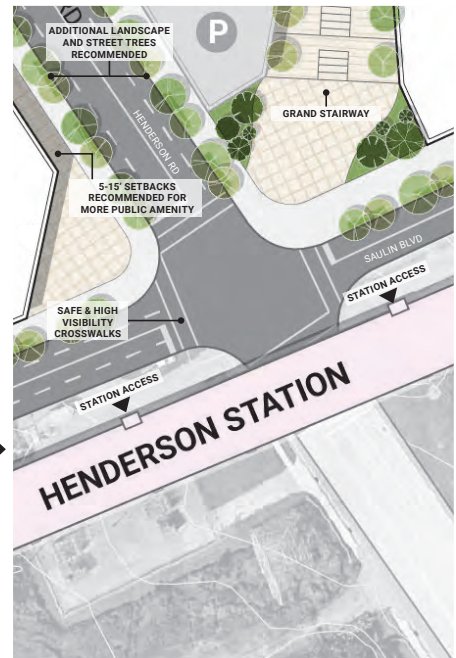 RD
P
ADDITIONAL LANDSCAPE
AND STREET TREES
RECOMMENDED
GRAND STAIRWAY
HENDERSON RD
5-15' SETBACKS
RECOMMENDED FOR
MORE PUBLIC AMENITY
SAULIN BLVD
STATION ACCESS
SAFE & HIGH
VISIBILITY
CROSSWALKS
STATION ACCESS
HENDERSON STATION